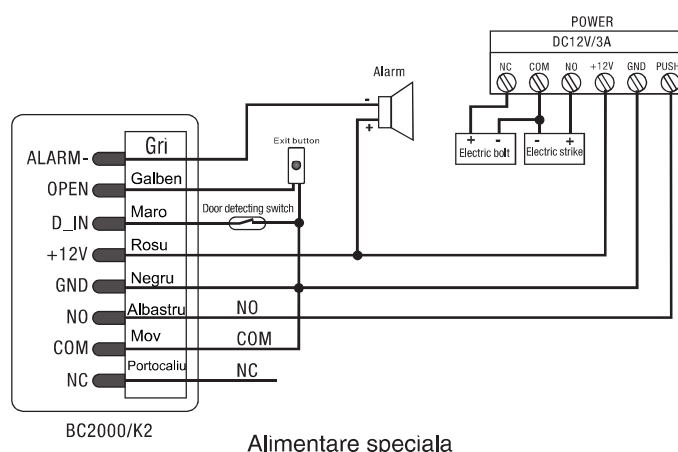 POWER
DC12V/3A
NC COM NO +12V GND PUSH
Alarm
-
+
Exit button
+ - - +
Electric bolt Electric strike
ALARM- Gri
OPEN Galben
D_IN Maro Door detecting switch
+12V Rosu
GND Negru
NO Albastru NO
COM Mov COM
NC Portocaliu NC
BC2000/K2
Alimentare speciala